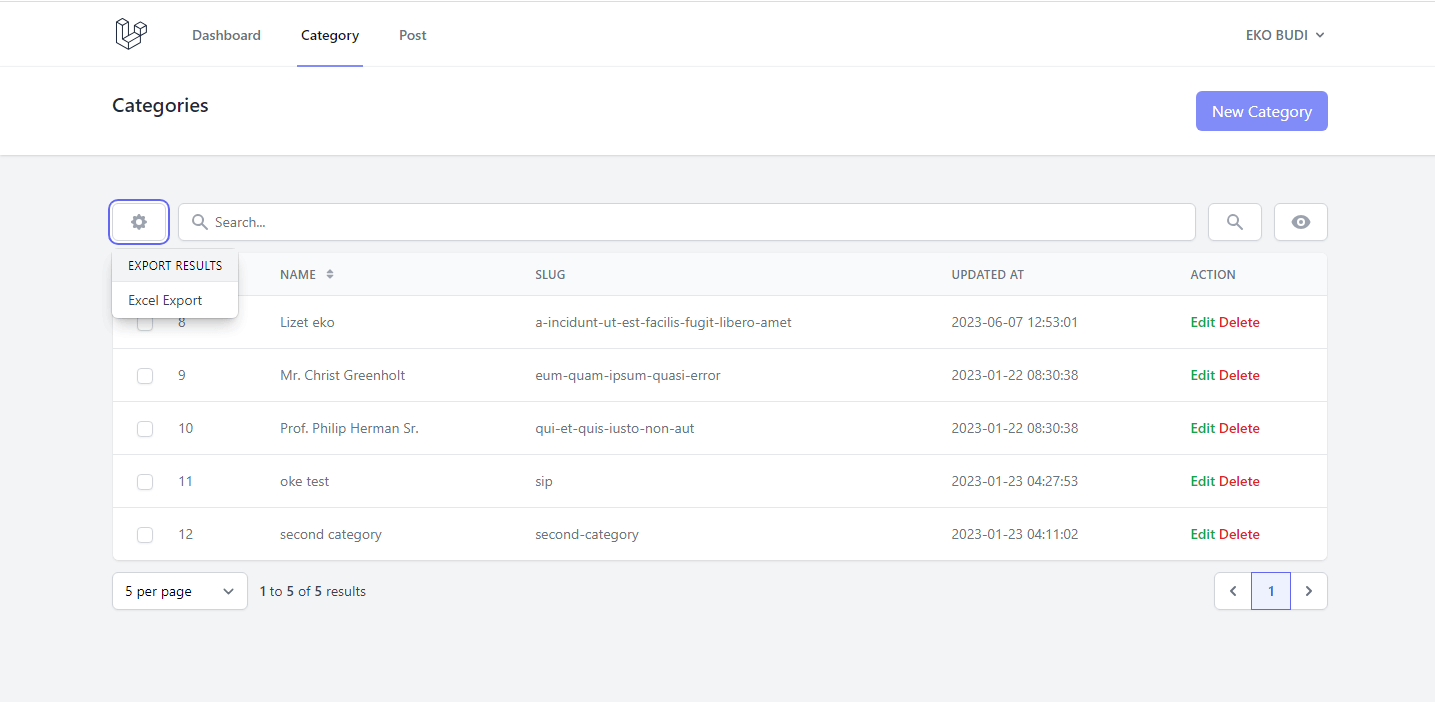 Dashboard Category Post EKO BUDI
Categories
New Category
Search...
EXPORT RESULTS
Excel Export
NAME SLUG UPDATED AT ACTION
8 Lizet eko a-incidunt-ut-est-facilis-fugit-libero-amet 2023-06-07 12:53:01 Edit Delete
9 Mr. Christ Greenholt eum-quam-ipsum-quasi-error 2023-01-22 08:30:38 Edit Delete
10 Prof. Philip Herman Sr. qui-et-quis-iusto-non-aut 2023-01-22 08:30:38 Edit Delete
11 oke test sip 2023-01-23 04:27:53 Edit Delete
12 second category second-category 2023-01-23 04:11:02 Edit Delete
5 per page 1 to 5 of 5 results 1